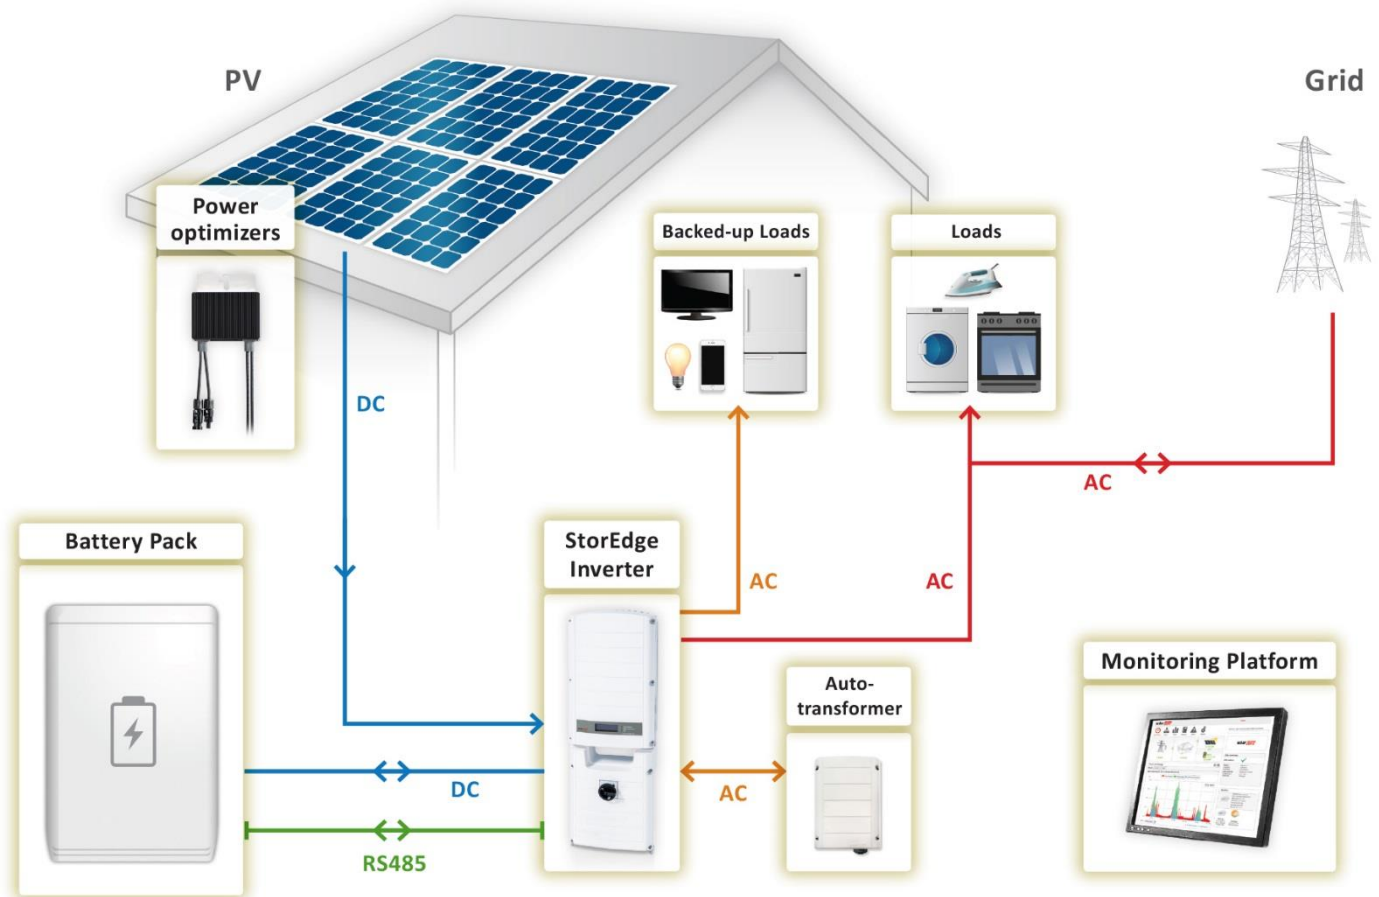 PV
Grid
Power
optimizers
Backed-up Loads
Loads
DC
AC
Battery Pack
StorEdge
Inverter
AC
AC
Monitoring Platform
Auto-
transformer
DC
AC
RS485